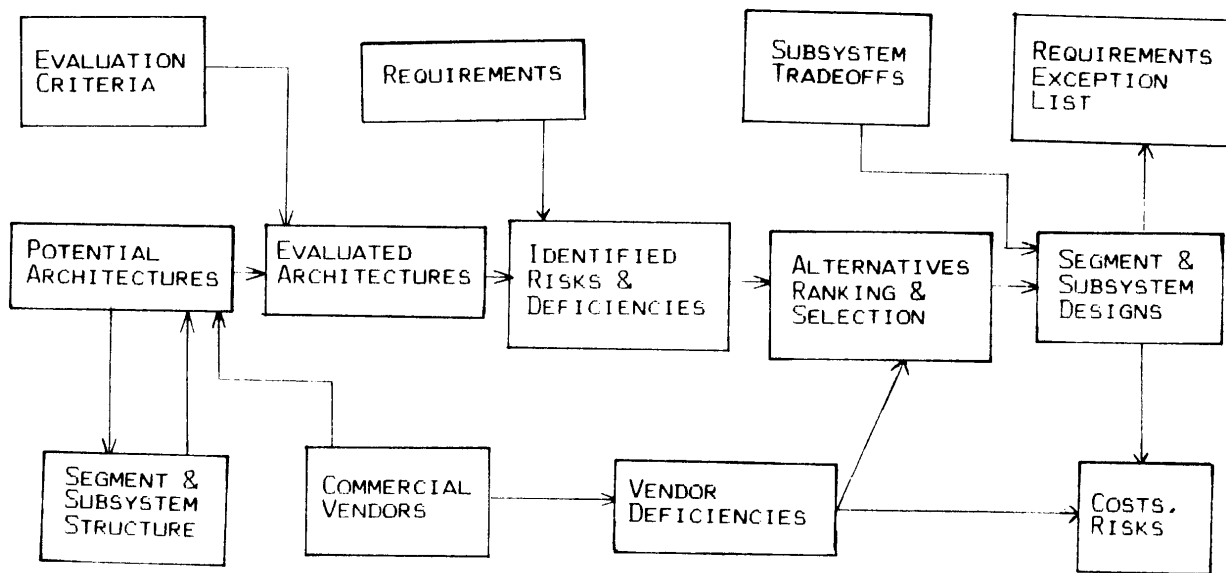 EVALUATION
CRITERIA
REQUIREMENTS
SUBSYSTEM
TRADEOFFS
REQUIREMENTS
EXCEPTION
LIST
POTENTIAL
ARCHITECTURES
EVALUATED
ARCHITECTURES
IDENTIFIED
RISKS &
DEFICIENCIES
ALTERNATIVES
RANKING &
SELECTION
SEGMENT &
SUBSYSTEM
DESIGNS
SEGMENT &
SUBSYSTEM
STRUCTURE
COMMERCIAL
VENDORS
VENDOR
DEFICIENCIES
COSTS,
RISKS